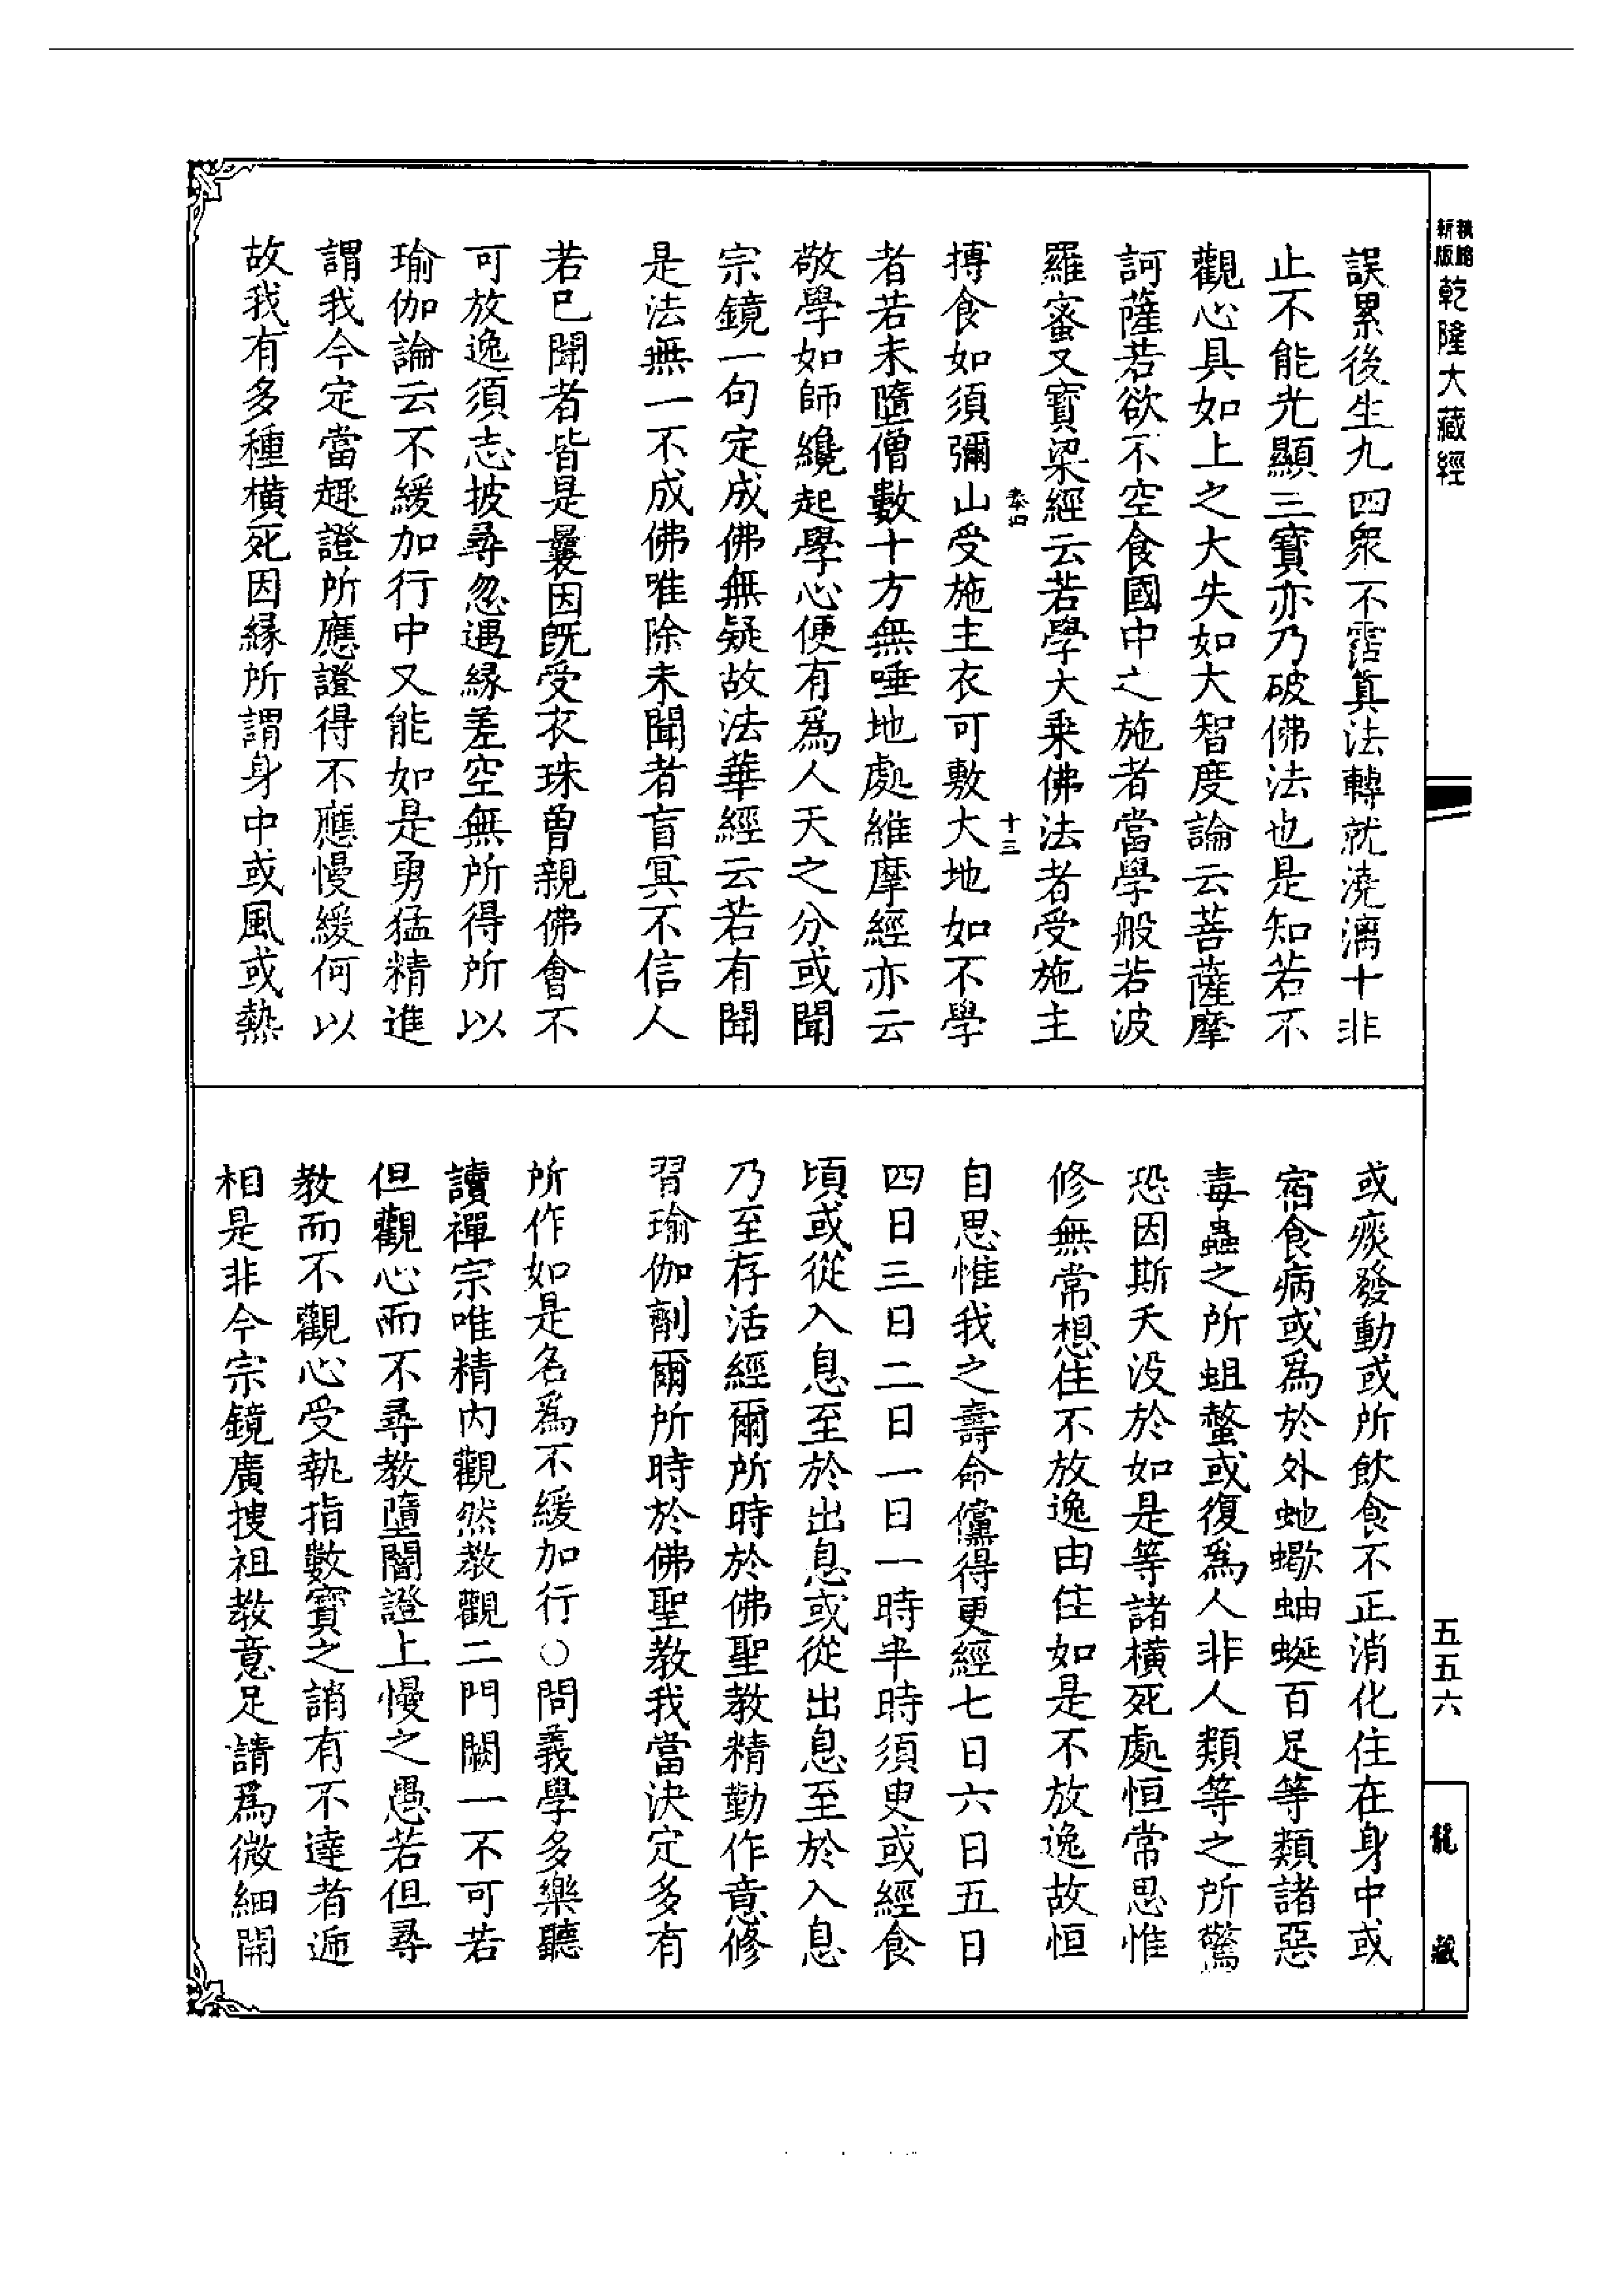 新版
乾隆大藏經
誤累後生九四衆不霑真法轉就澆漓十非
止不能光顯三寶亦乃破佛法也是知若不
觀心具如上之大失如大智度論云菩薩摩
訶薩若欲不空食國中之施者當學般若波
羅蜜又寶梁經云若學大乗佛法者受施主
十三
摶食如須彌山受施主衣可敷大地如不學
者若未墮僧數十方無唾地處維摩經亦云
敬學如師纔起學心便有爲人天之分或聞
宗鏡一句定成佛無疑故法華經云若有聞
是法無一不成佛唯除未聞者盲冥不信人
若已聞者皆是曩因既受衣珠曽親佛會不
可放逸須志披尋忽遇緣差空無所得所以
瑜伽論云不緩加行中又能如是勇猛精進
謂我今定當趣證所應證得不應慢緩何以
故我有多種橫死因緣所謂身中或風或熱
或痰發動或所飲食不正消化住在身中或
宿食病或爲於外虵蠍蚰蜒百足等類諸惡
毒蟲之所蛆螫或復爲人非人類等之所驚
恐因斯夭没於如是等諸橫死處恒常思惟
修無常想住不放逸由住如是不放逸故恒
自思惟我之壽命儻得更經七日六日五日
四日三日二日一日一時半時須臾或經食
頃或從入息至於出息或從出息至於入息
乃至存活經爾所時於佛聖教精勤作意修
習瑜伽劑爾所時於佛聖教我當決定多有
所作如是名爲不緩加行○問義學多樂聽
讀禪宗唯精内觀然教觀二門闕一不可若
但觀心而不尋教墮闇證上慢之愚若但尋
教而不觀心受執指數寶之誚有不達者遞
相是非今宗鏡廣搜祖教意足請爲微細開
五五六
龍藏